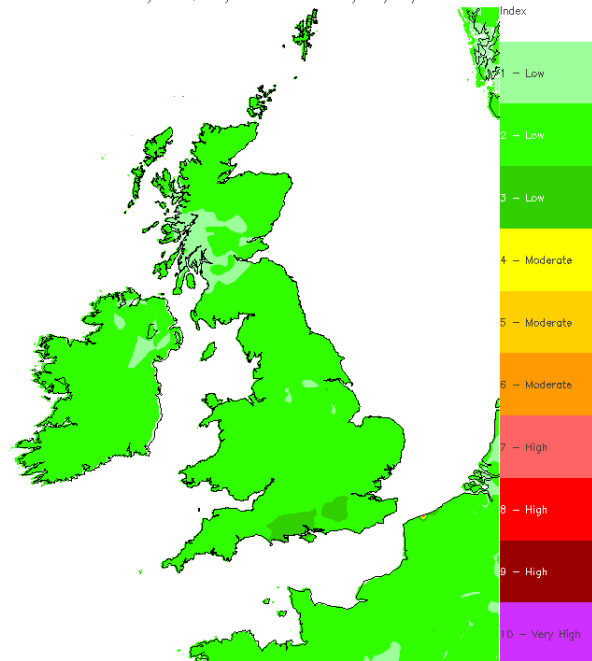 Index
1 - Low
2 - Low
3 - Low
4 - Moderate
5 - Moderate
6 - Moderate
7 - High
8 - High
9 - High
10 - Very High